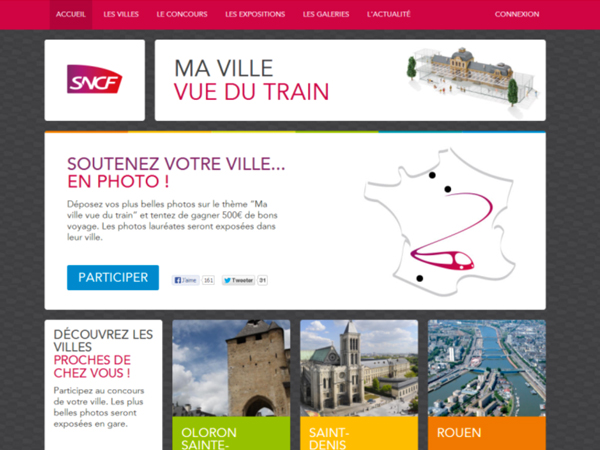 ACCUEIL LES VILLES LE CONCOURS LES EXPOSITIONS LES GALERIES L'ACTUALITÉ CONNEXION
SNCF
MA VILLE
VUE DU TRAIN
SOUTENEZ VOTRE VILLE...
EN PHOTO !
Déposez vos plus belles photos sur le thème "Ma
ville vue du train" et tentez de gagner 500€ de bons
voyage. Les photos lauréates seront exposées dans
leur ville.
PARTICIPER
J'aime 151 Tweeter 31
DÉCOUVREZ LES
VILLES
PROCHES DE
CHEZ VOUS !
Participez au concours
de votre ville. Les plus
belles photos seront
exposées en gare.
OLORON
SAINTE-
SAINT-
DENIS
ROUEN